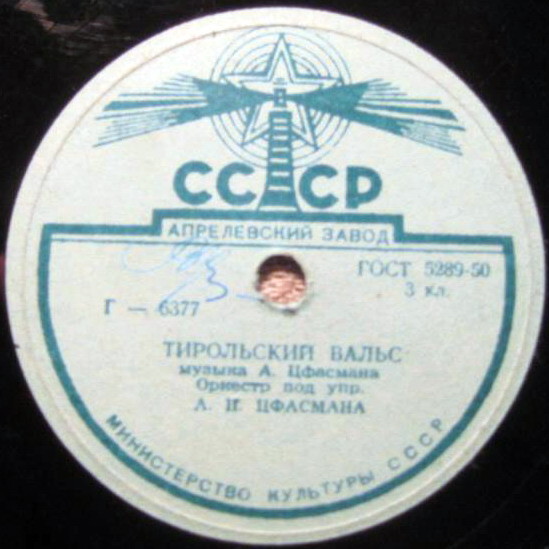 СССР
АПРЕЛЕВСКИЙ ЗАВОД
ГОСТ 5289-50
3 кл.
Г — 6377
ТИРОЛЬСКИЙ ВАЛЬС
музыка А. Цфасмана
Оркестр под упр.
А. И. ЦФАСМАНА
МИНИСТЕРСТВО КУЛЬТУРЫ СССР